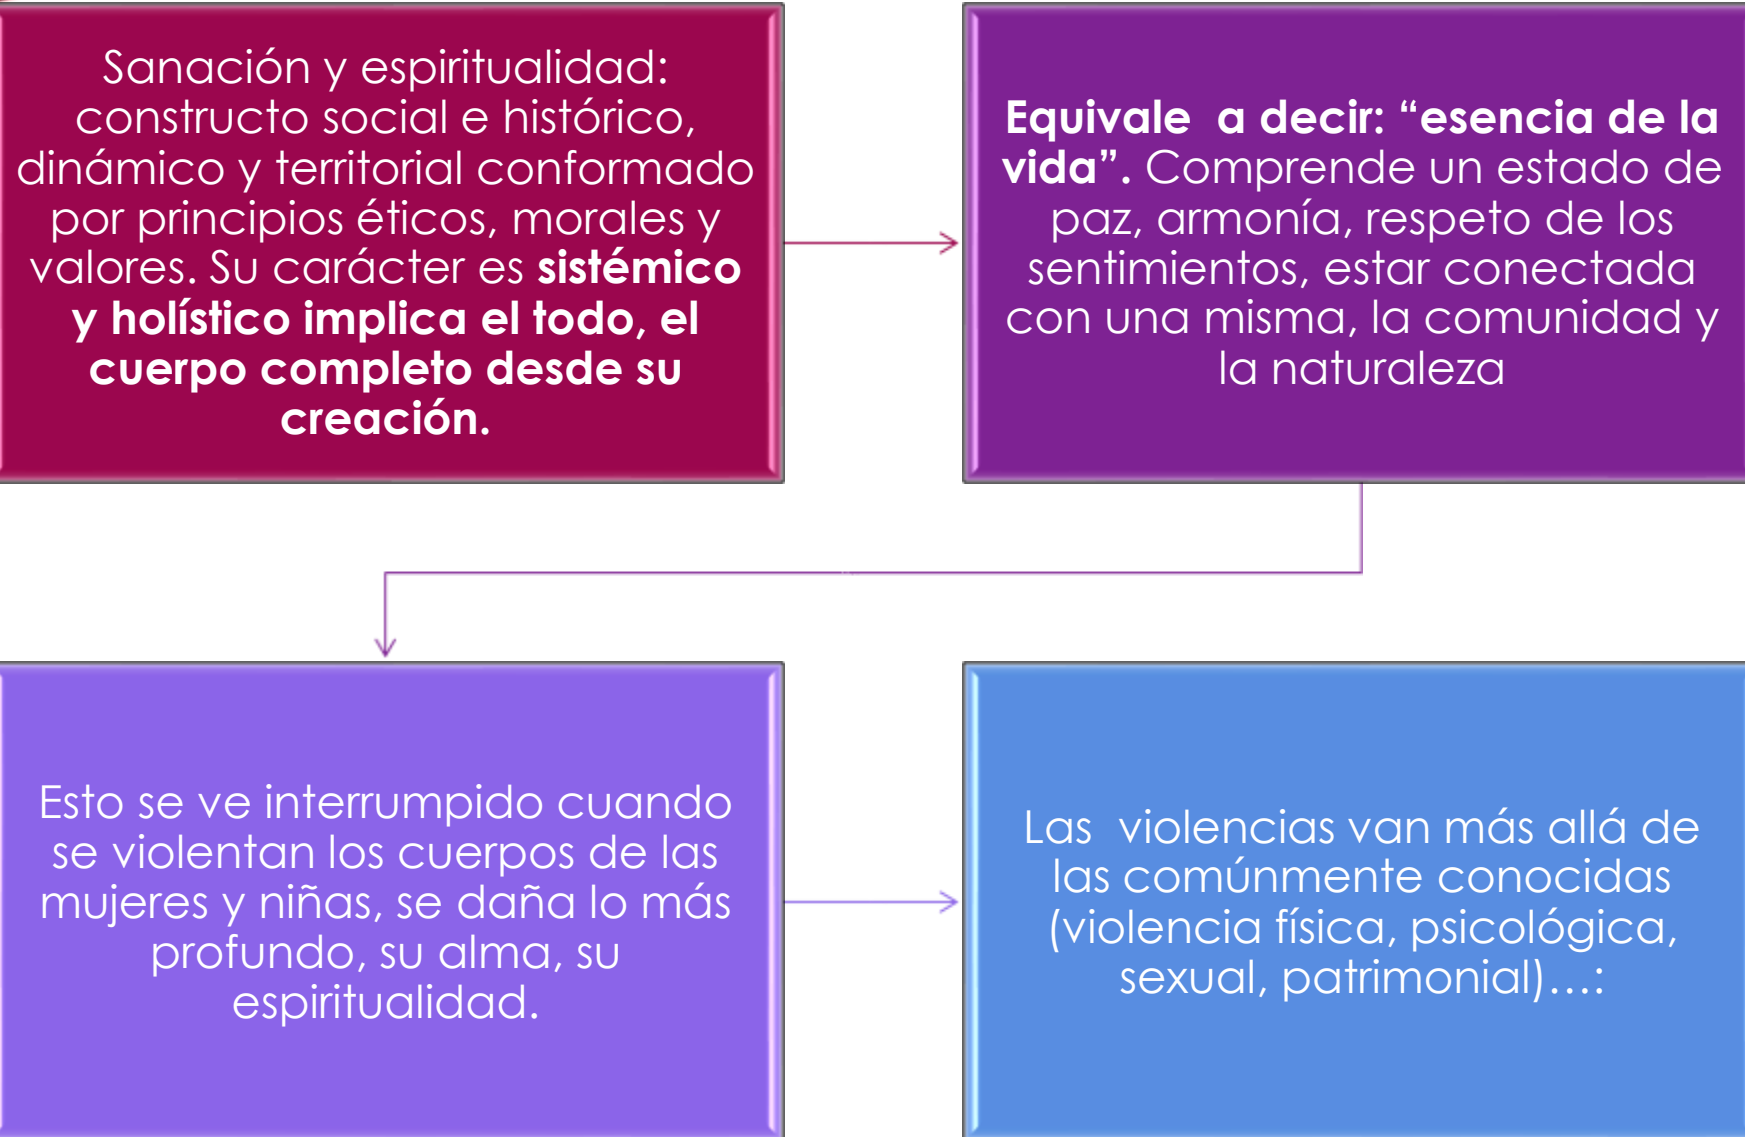 Sanación y espiritualidad:
constructo social e histórico,
dinámico y territorial conformado
por principios éticos, morales y
valores. Su carácter es sistémico
y holístico implica el todo, el
cuerpo completo desde su
creación.
Equivale  a decir: “esencia de la
vida”. Comprende un estado de
paz, armonía, respeto de los
sentimientos, estar conectada
con una misma, la comunidad y
la naturaleza
Esto se ve interrumpido cuando
se violentan los cuerpos de las
mujeres y niñas, se daña lo más
profundo, su alma, su
espiritualidad.
Las  violencias van más allá de
las comúnmente conocidas
(violencia física, psicológica,
sexual, patrimonial)…: